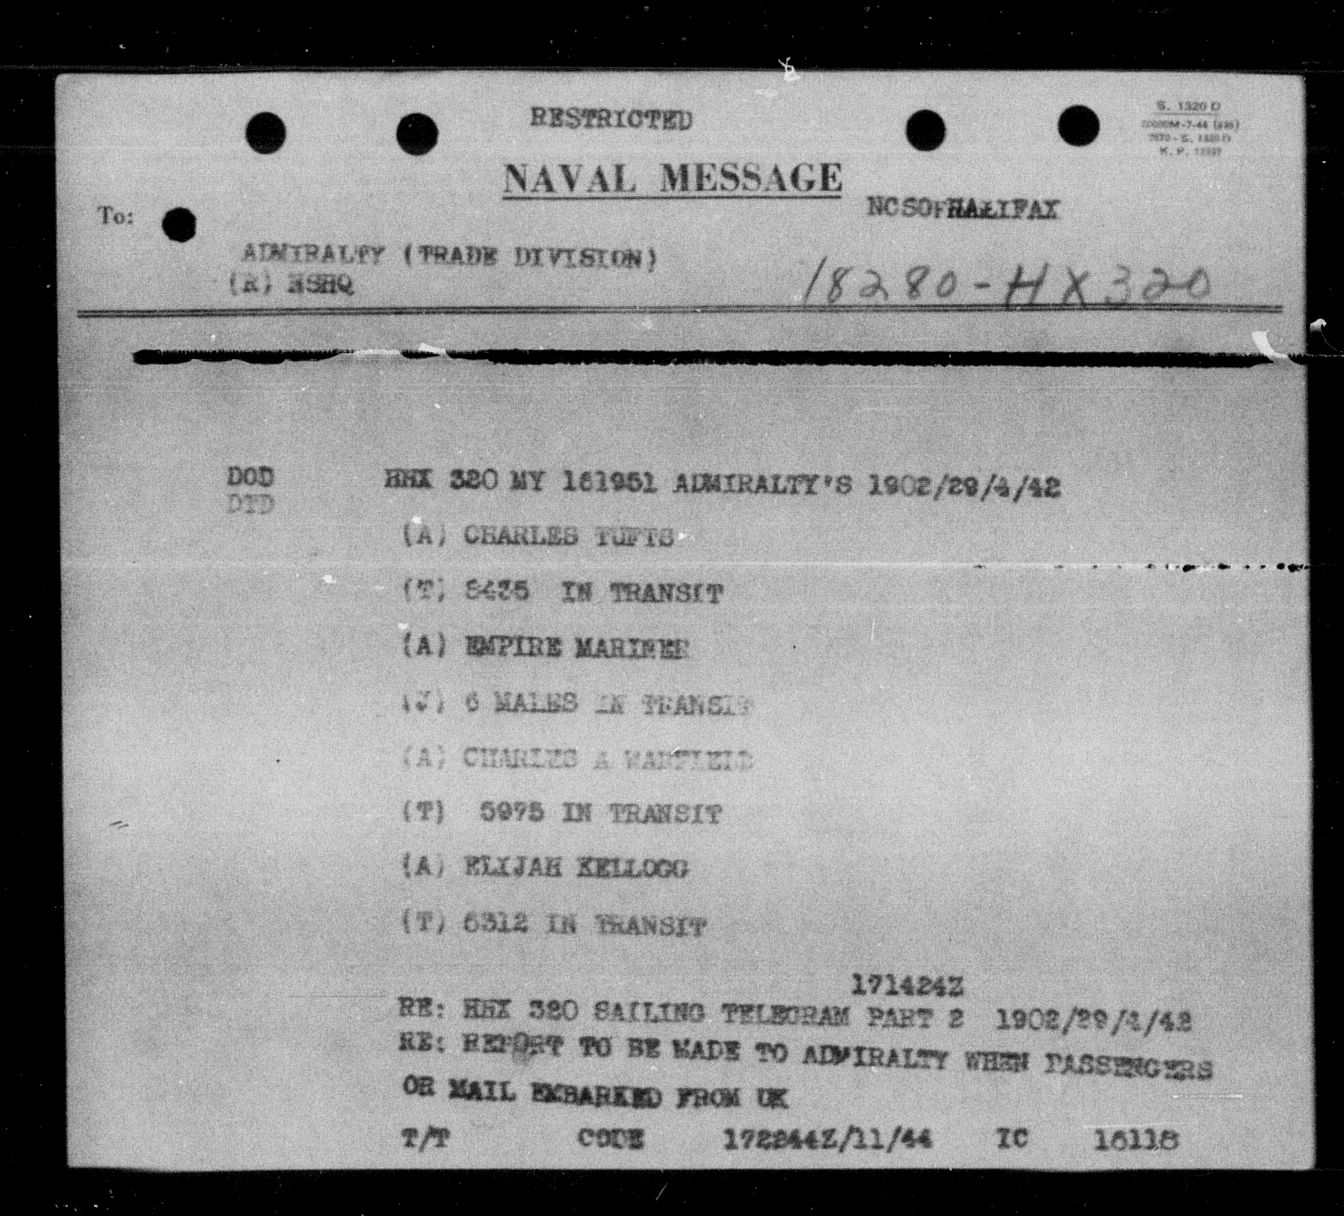 S. 1320 D
RESTRICTED
NAVAL MESSAGE
NCSO HALIFAX
To:
ADMIRALTY (TRADE DIVISION)
(R) NSHQ
18280-HX320
DOD HHX 320 MY 161951 ADMIRALTY'S 1902/29/4/42
DTD
(A) CHARLES TUFTS
(T) IN TRANSIT
(A) EMPIRE MARINER
(J) 6 MALES IN TRANSIT
(A) CHARLES A WARFIELD
(T) 5975 IN TRANSIT
(A) ELIJAH KELLOGG
(T) 6312 IN TRANSIT
171424Z
RE: HHX 320 SAILING TELEGRAM PART 2 1902/29/4/42
RE: REPORT TO BE MADE TO ADMIRALTY WHEN PASSENGERS
OR MAIL EMBARKED FROM UK
T/T CODE 172244Z/11/44 IC 16118